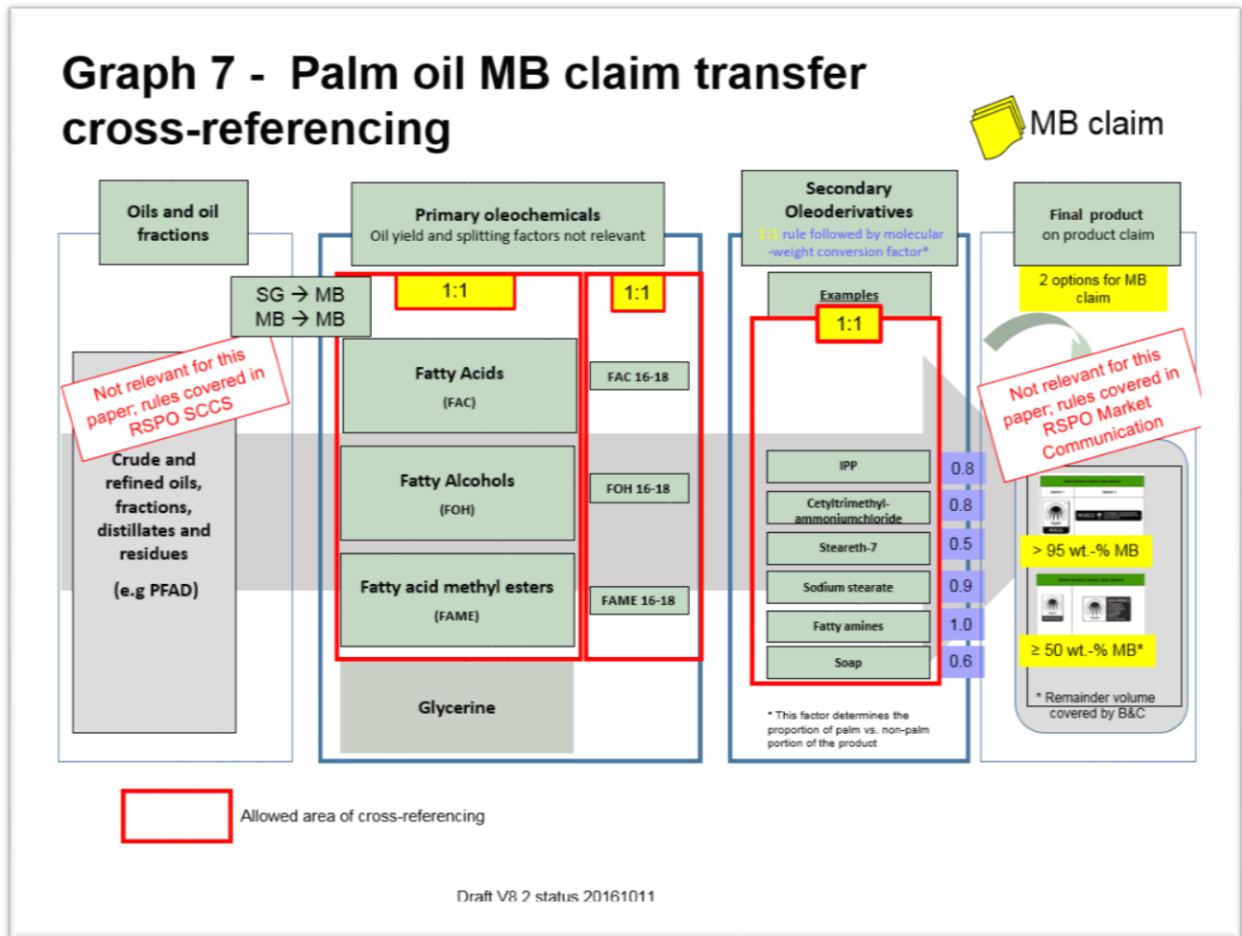 Graph 7 - Palm oil MB claim transfer
cross-referencing
MB claim
Oils and oil
fractions
Primary oleochemicals
Oil yield and splitting factors not relevant
Secondary
Oleoderivatives
1:1 rule followed by molecular
-weight conversion factor*
Final product
on product claim
SG → MB
MB → MB
1:1
1:1
Examples
1:1
2 options for MB
claim
Not relevant for this
paper; rules covered in
RSPO SCCS
Crude and
refined oils,
fractions,
distillates and
residues
(e.g PFAD)
Fatty Acids
(FAC)
Fatty Alcohols
(FOH)
Fatty acid methyl esters
(FAME)
Glycerine
FAC 16-18
FOH 16-18
FAME 16-18
IPP
0.8
Cetyltrimethyl-
ammoniumchloride
0.8
Steareth-7
0.5
Sodium stearate
0.9
Fatty amines
1.0
Soap
0.6
* This factor determines the
proportion of palm vs. non-palm
portion of the product
Not relevant for this
paper; rules covered in
RSPO Market
Communication
> 95 wt.-% MB
≥ 50 wt.-% MB*
* Remainder volume
covered by B&C
Allowed area of cross-referencing
Draft V8.2 status 20161011